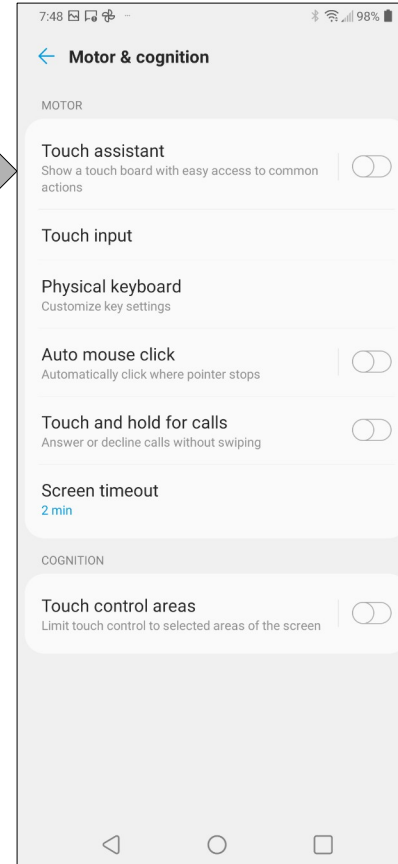 7:48 98%
Motor & cognition
MOTOR
Touch assistant
Show a touch board with easy access to common
actions
Touch input
Physical keyboard
Customize key settings
Auto mouse click
Automatically click where pointer stops
Touch and hold for calls
Answer or decline calls without swiping
Screen timeout
2 min
COGNITION
Touch control areas
Limit touch control to selected areas of the screen